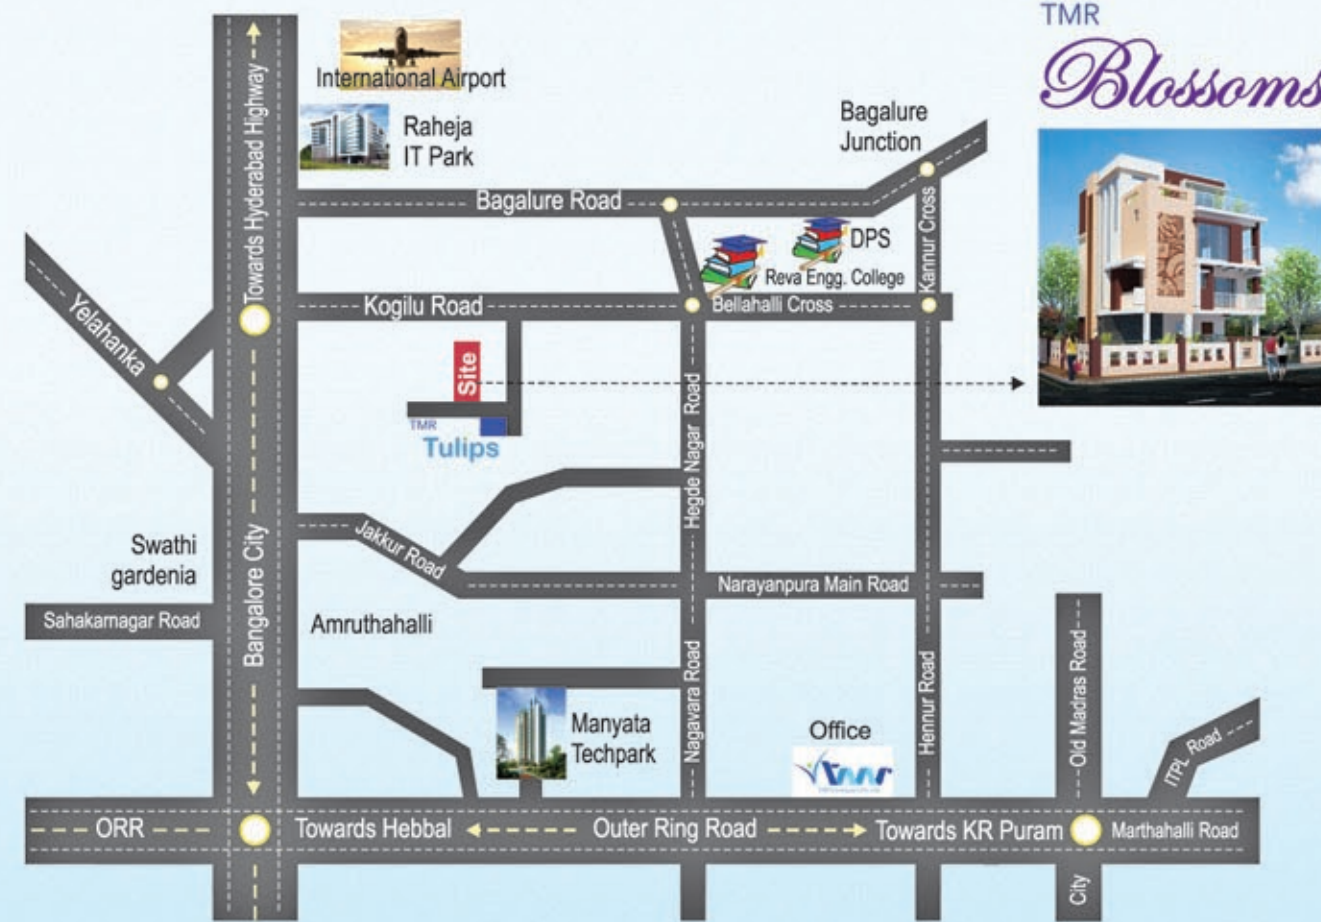 TMR
Blossoms
International Airport
Raheja
IT Park
Towards Hyderabad Highway
Bagalure
Junction
Bagalure Road
Kannur Cross
DPS
Reva Engg. College
Yelahanka
Kogilu Road
Bellahalli Cross
Site
TMR
Tulips
Hegde Nagar Road
Jakkur Road
Swathi
gardenia
Bangalore City
Narayanpura Main Road
Sahakarnagar Road
Amruthahalli
Nagavara Road
Hennur Road
Old Madras Road
Manyata
Techpark
Office
tmr
ITPL Road
ORR
Towards Hebbal
Outer Ring Road
Towards KR Puram
Marthahalli Road
City